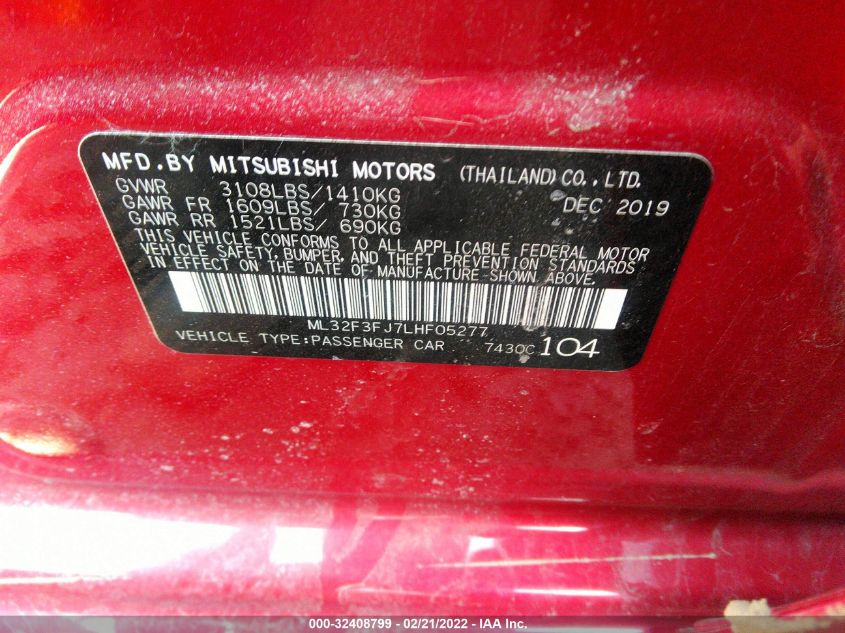 MFD.BY MITSUBISHI MOTORS (THAILAND) CO., LTD.
GVWR 3108LBS/1410KG DEC 2019
GAWR FR 1609LBS/ 730KG
GAWR RR 1521LBS/ 690KG
THIS VEHICLE CONFORMS TO ALL APPLICABLE FEDERAL MOTOR
VEHICLE SAFETY, BUMPER, AND THEFT PREVENTION STANDARDS
IN EFFECT ON THE DATE OF MANUFACTURE SHOWN ABOVE.
ML32F3FJ7LHF05277
VEHICLE TYPE:PASSENGER CAR 7430C 104
000-32408799 - 02/21/2022 - IAA Inc.